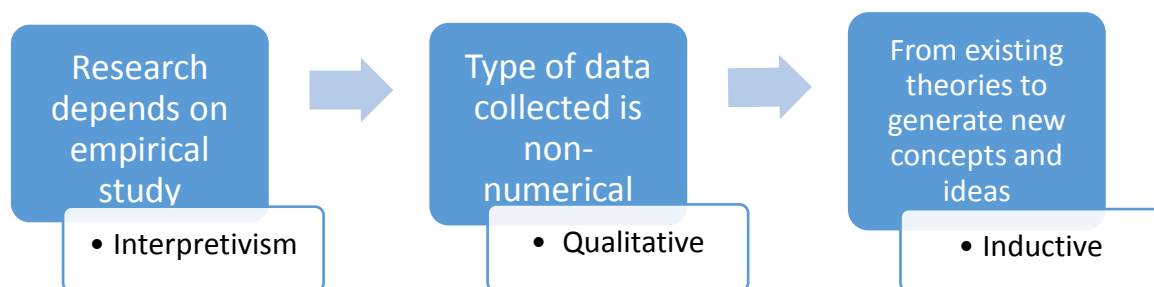 Research
depends on
empirical
study
• Interpretivism
Type of data
collected is
non-
numerical
• Qualitative
From existing
theories to
generate new
concepts and
ideas
• Inductive